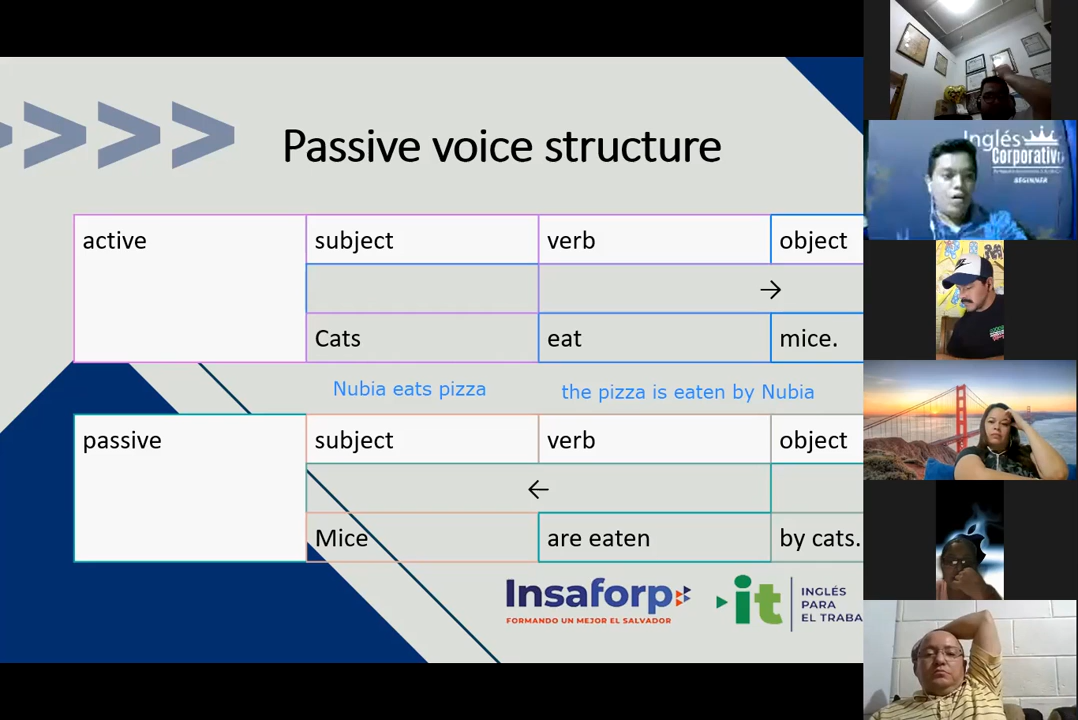 Passive voice structure
active
subject
verb
object
→
Cats
eat
mice.
Nubia eats pizza
the pizza is eaten by Nubia
passive
subject
verb
object
←
Mice
are eaten
by cats.
Insaforp
FORMANDO UN MEJOR EL SALVADOR
it
INGLÉS
PARA
EL TRABA
Inglés
Corporativo
BEGINNER